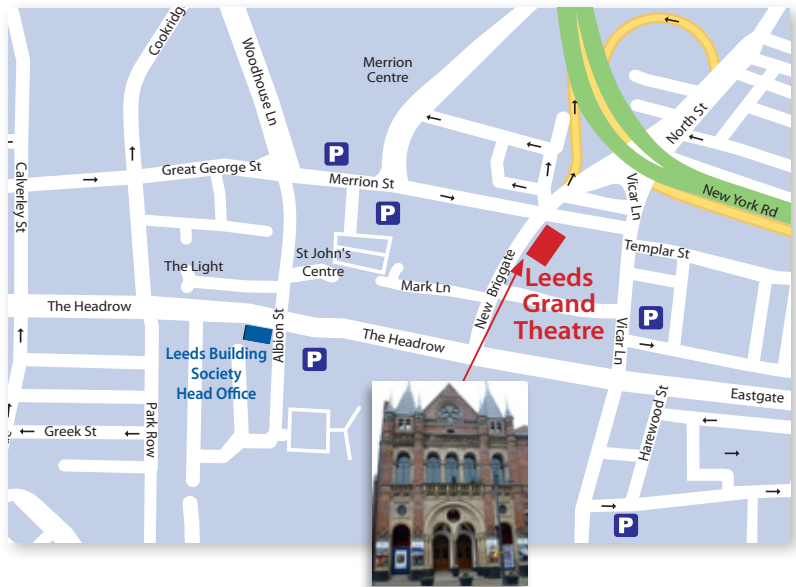 Cookridg
Woodhouse Ln
Merrion
Centre
North St
P
Great George St
Merrion St
Calverley St
Vicar Ln
New York Rd
P
Templar St
St John's
Centre
The Light
Mark Ln
New Briggate
Leeds
Grand
Theatre
The Headrow
Albion St
The Headrow
P
Vicar Ln
Leeds Building
Society
Head Office
P
Eastgate
Park Row
Harewood St
Greek St
P